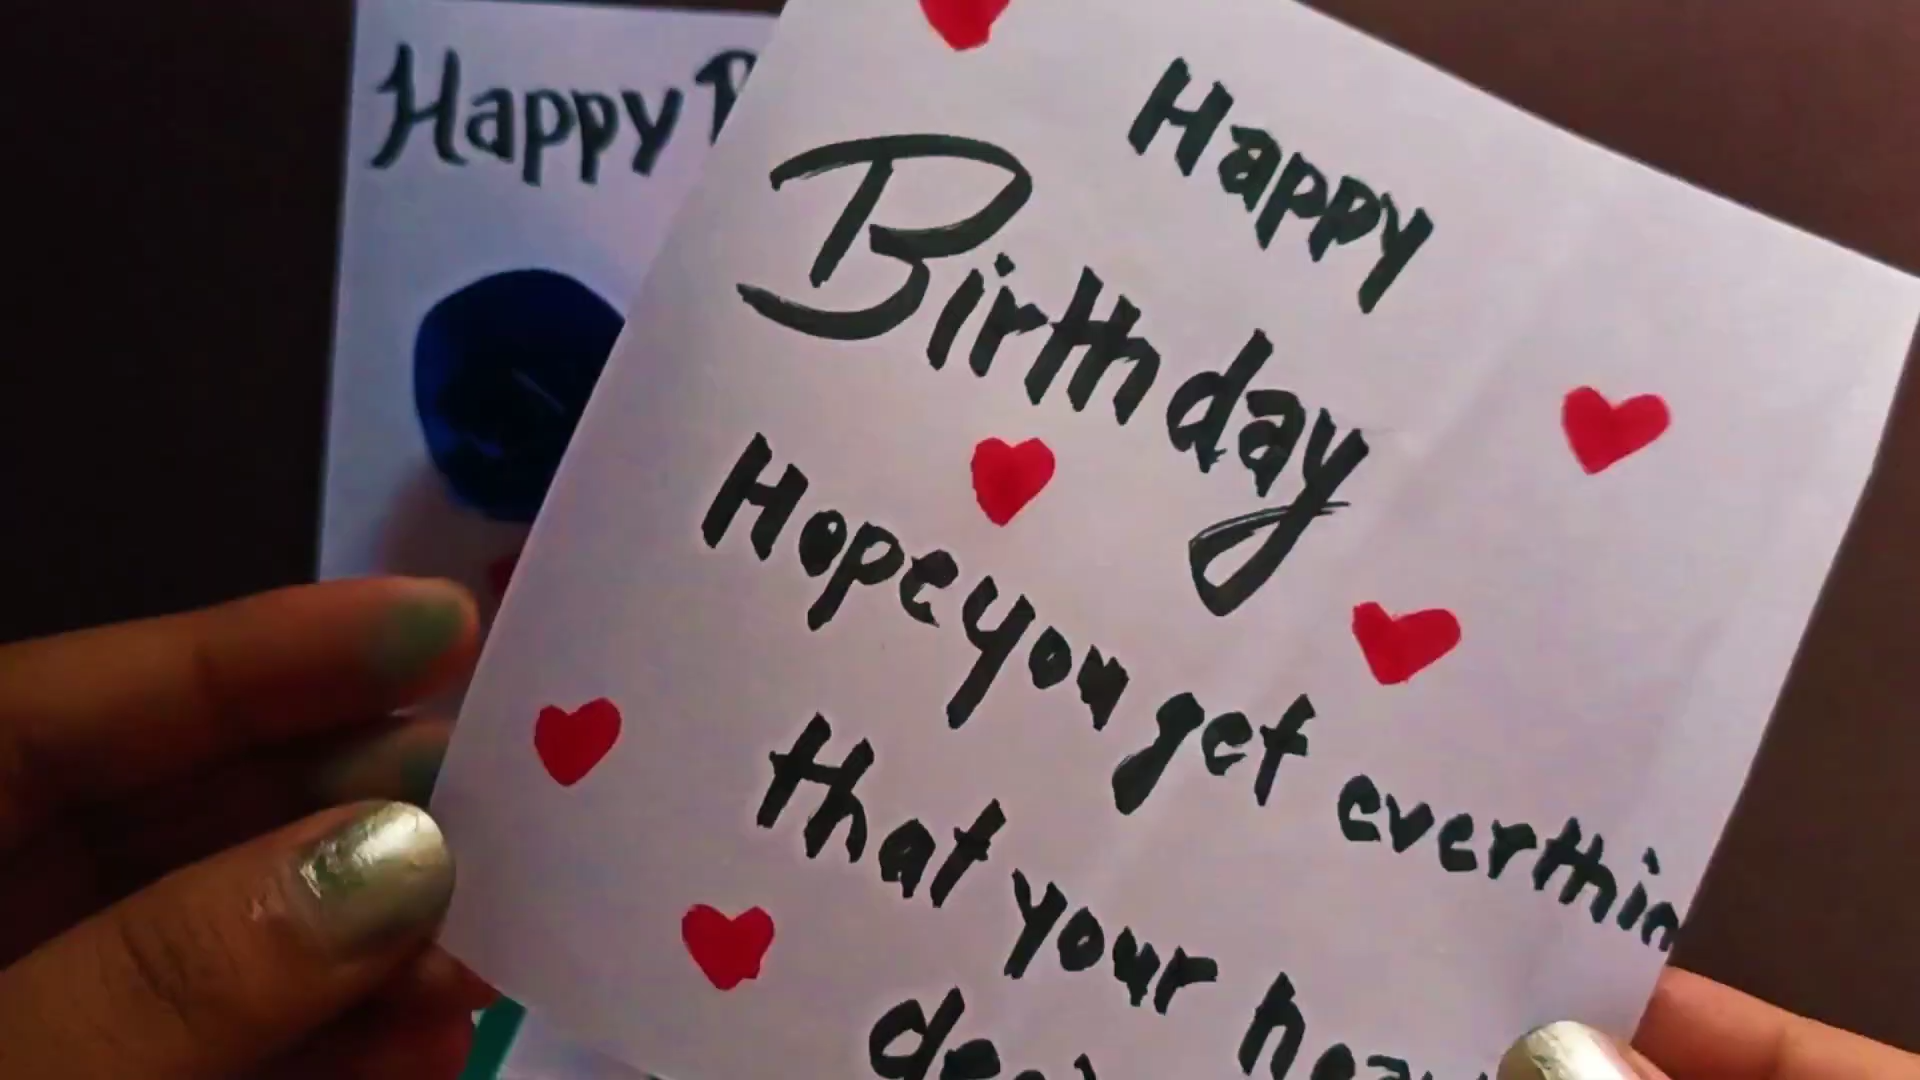 Happy
Happy
Birthday
Hope you get everthin
that your